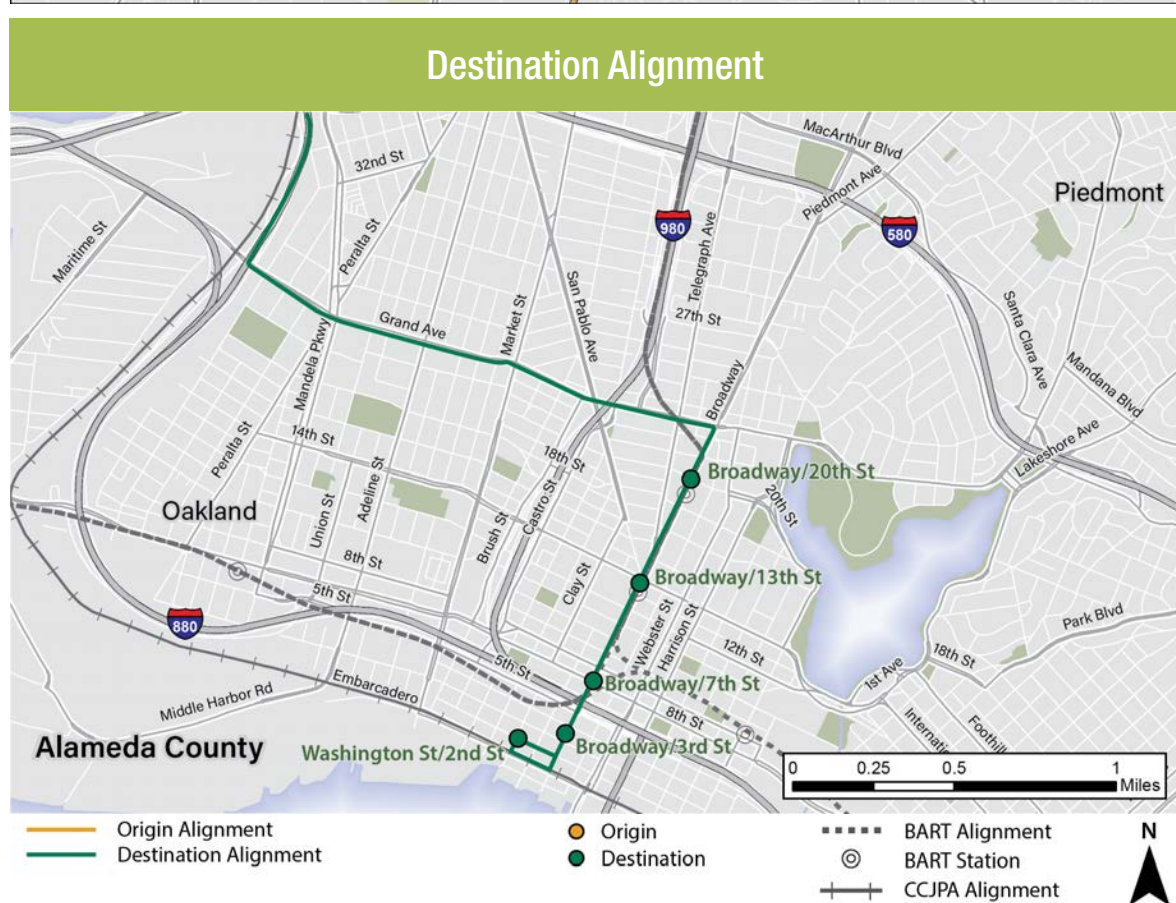 Destination Alignment
MacArthur Blvd
32nd St
Piedmont Ave
Piedmont
980
580
Maritime St
Peralta St
Telegraph Ave
San Pablo Ave
27th St
Market St
Grand Ave
Mandela Pkwy
Santa Clara Ave
Mandana Blvd
Broadway
Lakeshore Ave
Peralta St
14th St
18th St
Broadway/20th St
20th St
Oakland
Union St
Adeline St
Brush St
Castro St
8th St
Clay St
Broadway/13th St
5th St
880
Webster St
Harrison St
12th St
Park Blvd
18th St
1st Ave
5th St
Embarcadero
Middle Harbor Rd
Broadway/7th St
8th St
Internati
Foothill
Alameda County
Washington St/2nd St
Broadway/3rd St
0 0.25 0.5 1
Miles
Origin Alignment
Destination Alignment
Origin
Destination
BART Alignment
BART Station
CCJPA Alignment
N